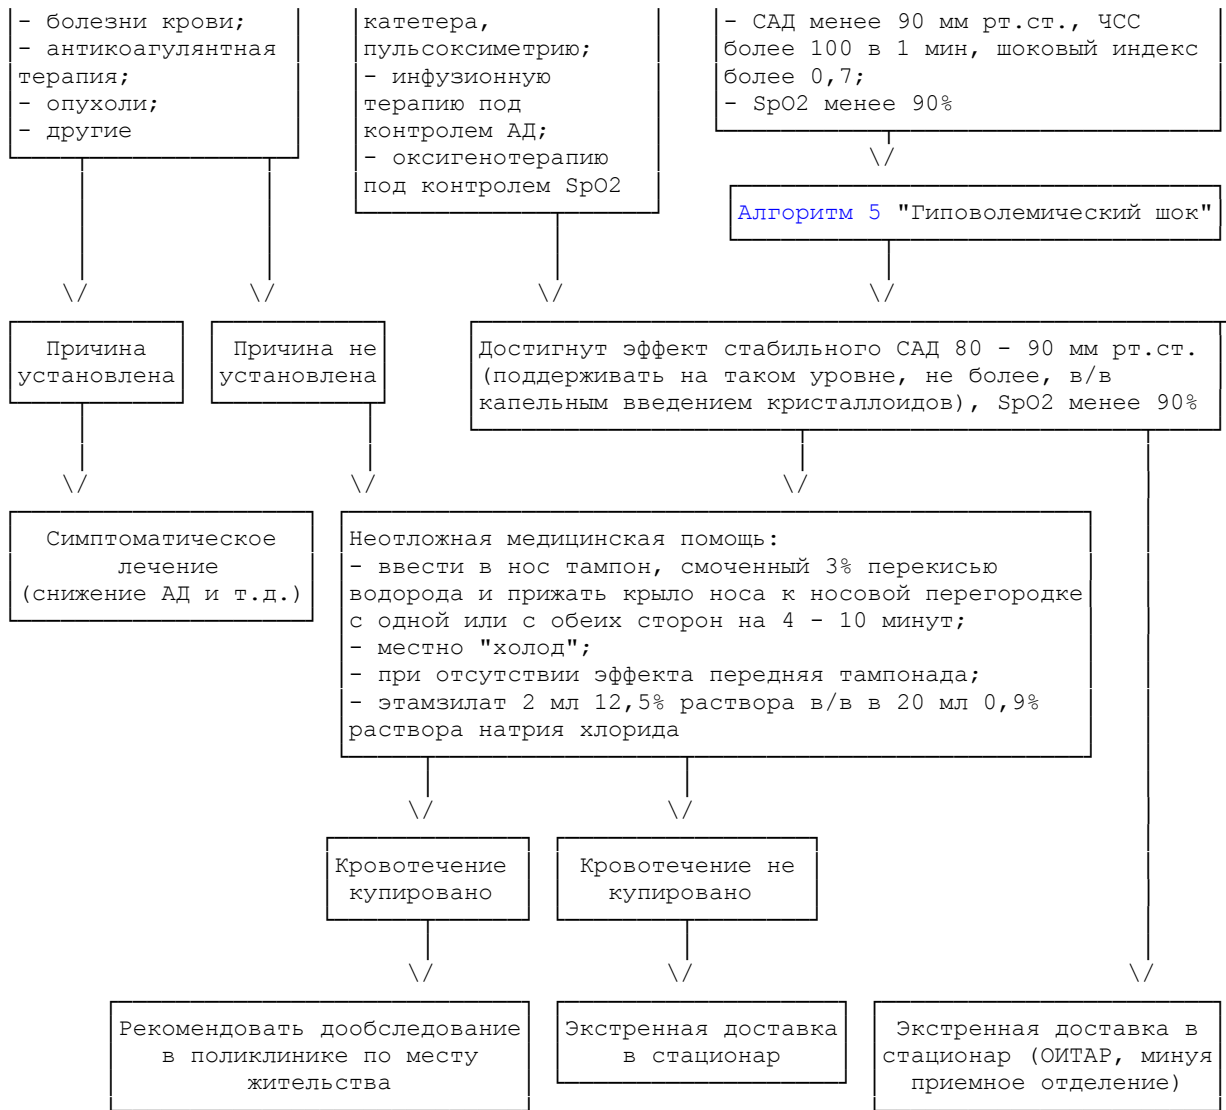 - болезни крови;
- антикоагулянтная
терапия;
- опухоли;
- другие
катетера,
пульсоксиметрию;
- инфузионную
терапию под
контролем АД;
- оксигенотерапию
под контролем SpO2
- САД менее 90 мм рт.ст., ЧСС
более 100 в 1 мин, шоковый индекс
более 0,7;
- SpO2 менее 90%
Алгоритм 5 "Гиповолемический шок"
Причина
установлена
Причина не
установлена
Достигнут эффект стабильного САД 80 - 90 мм рт.ст.
(поддерживать на таком уровне, не более, в/в
капельным введением кристаллоидов), SpO2 менее 90%
Симптоматическое
лечение
(снижение АД и т.д.)
Неотложная медицинская помощь:
- ввести в нос тампон, смоченный 3% перекисью
водорода и прижать крыло носа к носовой перегородке
с одной или с обеих сторон на 4 - 10 минут;
- местно "холод";
- при отсутствии эффекта передняя тампонада;
- этамзилат 2 мл 12,5% раствора в/в в 20 мл 0,9%
раствора натрия хлорида
Кровотечение
купировано
Кровотечение не
купировано
Рекомендовать дообследование
в поликлинике по месту
жительства
Экстренная доставка
в стационар
Экстренная доставка в
стационар (ОИТАР, минуя
приемное отделение)